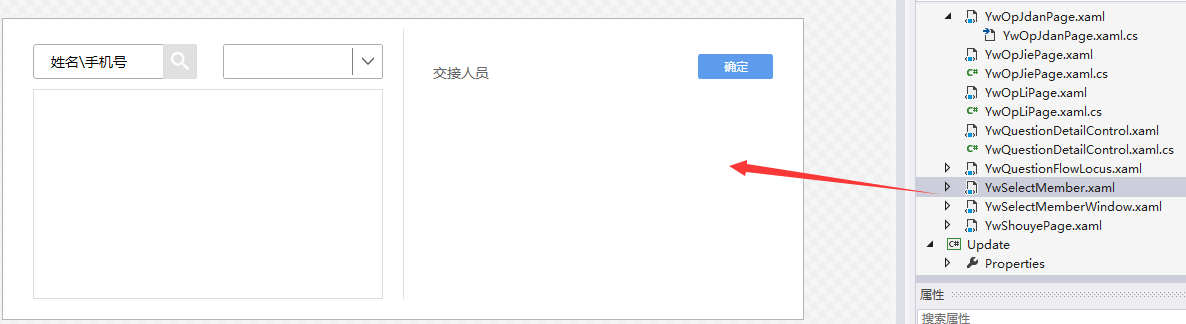 姓名\手机号
交接人员
确定
YwOpJdanPage.xaml
YwOpJdanPage.xaml.cs
YwOpJiePage.xaml
YwOpJiePage.xaml.cs
YwOpLiPage.xaml
YwOpLiPage.xaml.cs
YwQuestionDetailControl.xaml
YwQuestionDetailControl.xaml.cs
YwQuestionFlowLocus.xaml
YwSelectMember.xaml
YwSelectMemberWindow.xaml
YwShouyePage.xaml
C# Update
Properties
属性
搜索属性